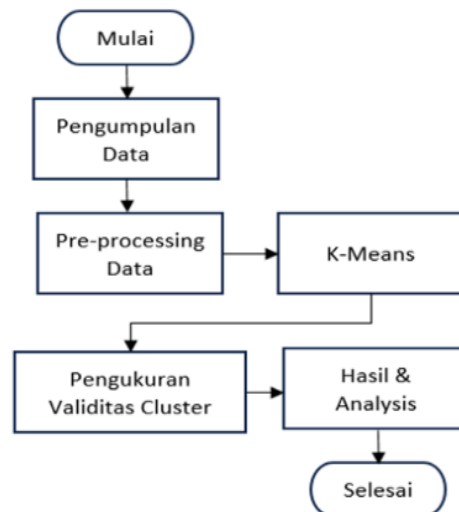 Mulai
Pengumpulan
Data
Pre-processing
Data
K-Means
Pengukuran
Validitas Cluster
Hasil &
Analysis
Selesai